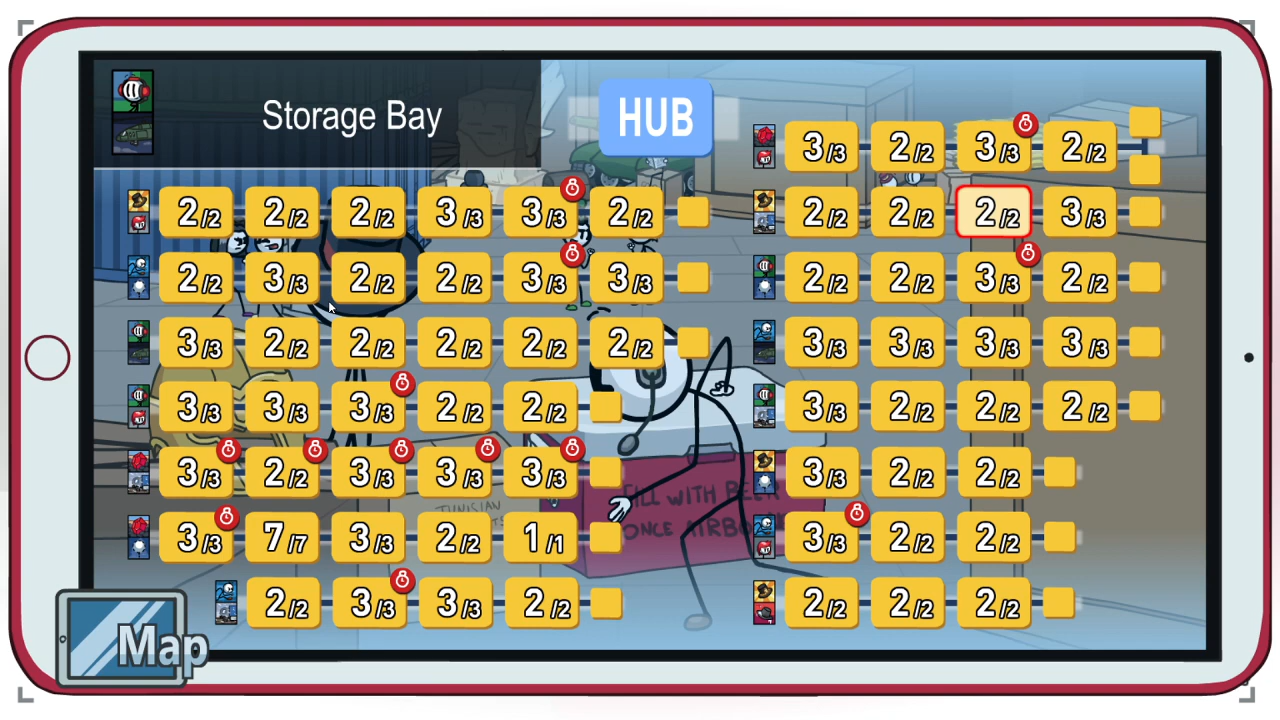 Storage Bay
HUB
3/3 2/2 3/3 2/2
2/2 2/2 2/2 3/3 3/3 2/2
2/2 2/2 2/2 3/3
2/2 3/3 2/2 2/2 3/3 3/3
2/2 2/2 3/3 2/2
3/3 2/2 2/2 2/2 2/2 2/2
3/3 3/3 3/3 3/3
3/3 3/3 3/3 2/2 2/2
3/3 2/2 2/2 2/2
3/3 2/2 3/3 3/3 3/3
3/3 2/2 2/2
TUNISIAN
ILL WITH BEER
ONCE AIRBO
3/3 7/7 3/3 2/2 1/1
3/3 2/2 2/2
2/2 3/3 3/3 2/2
2/2 2/2 2/2
Map